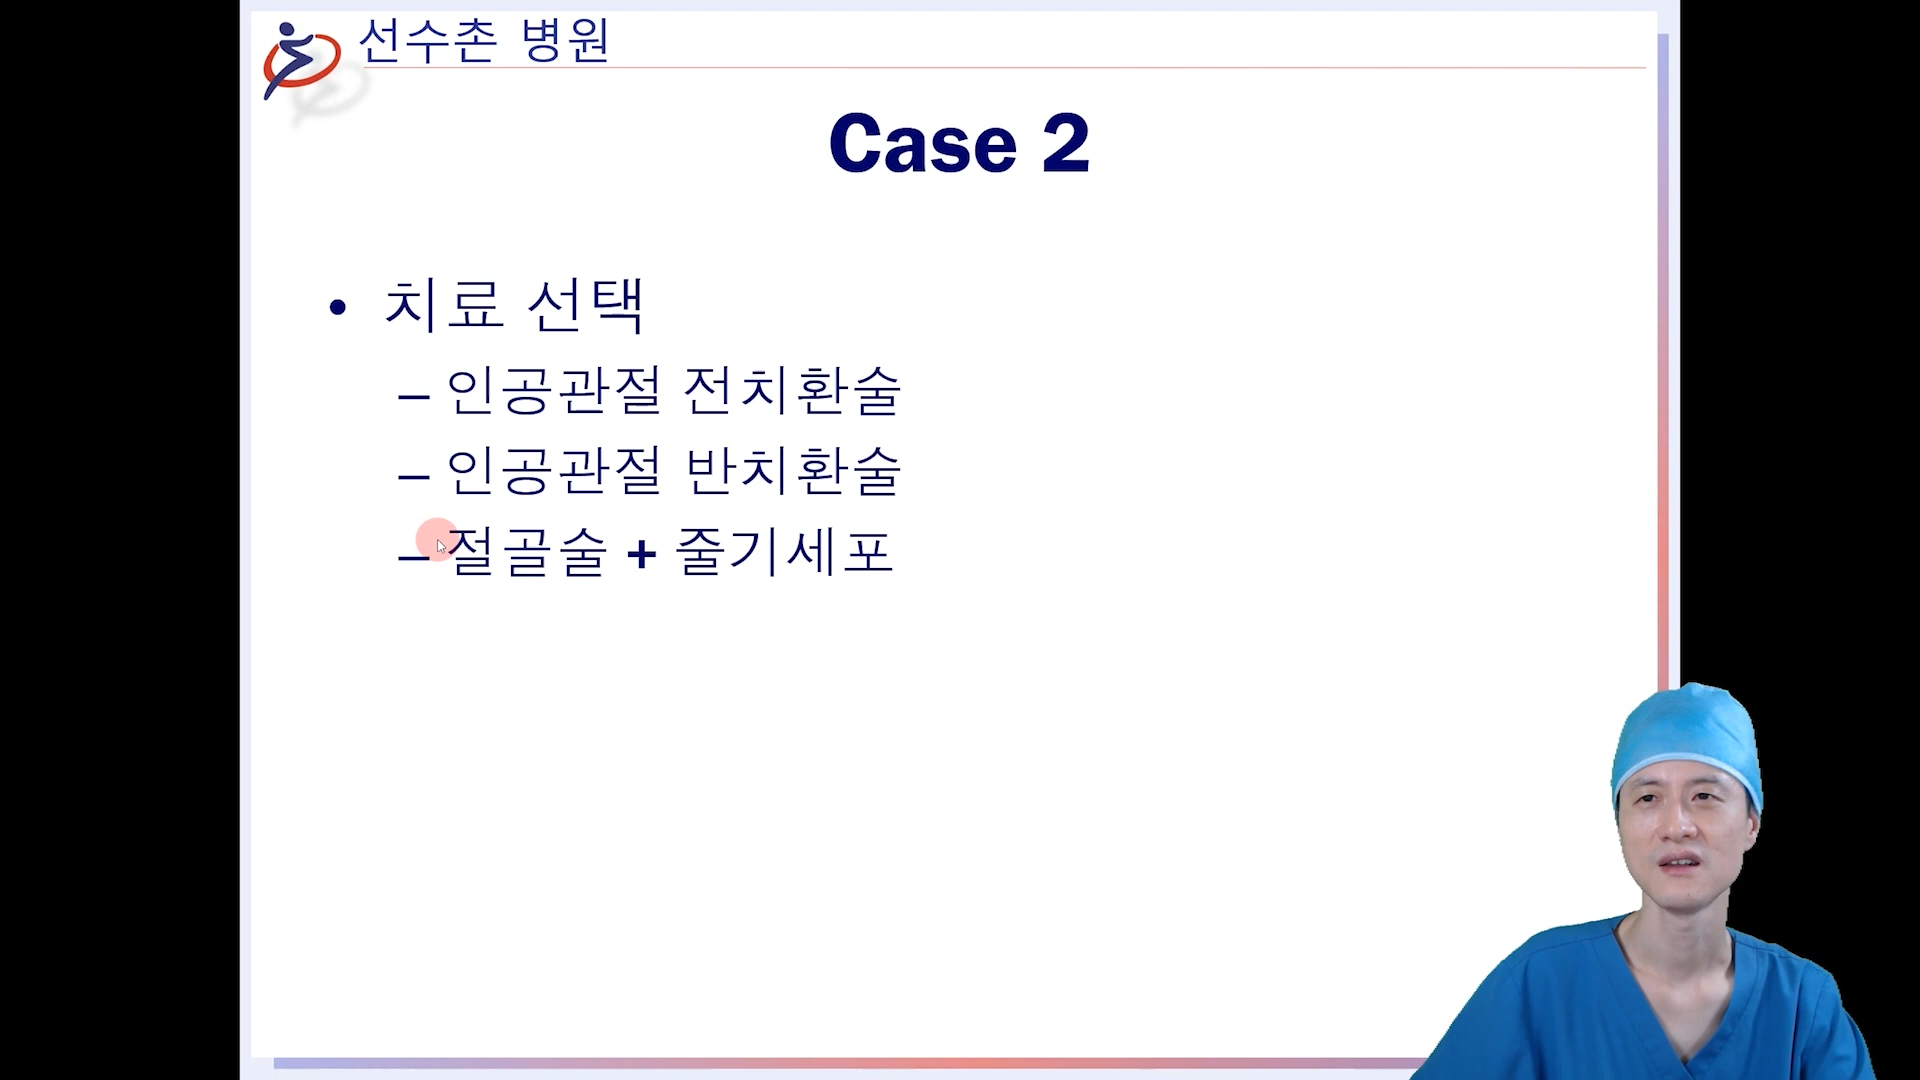 선수촌 병원
Case 2
• 치료 선택
– 인공관절 전치환술
– 인공관절 반치환술
– 절골술 + 줄기세포